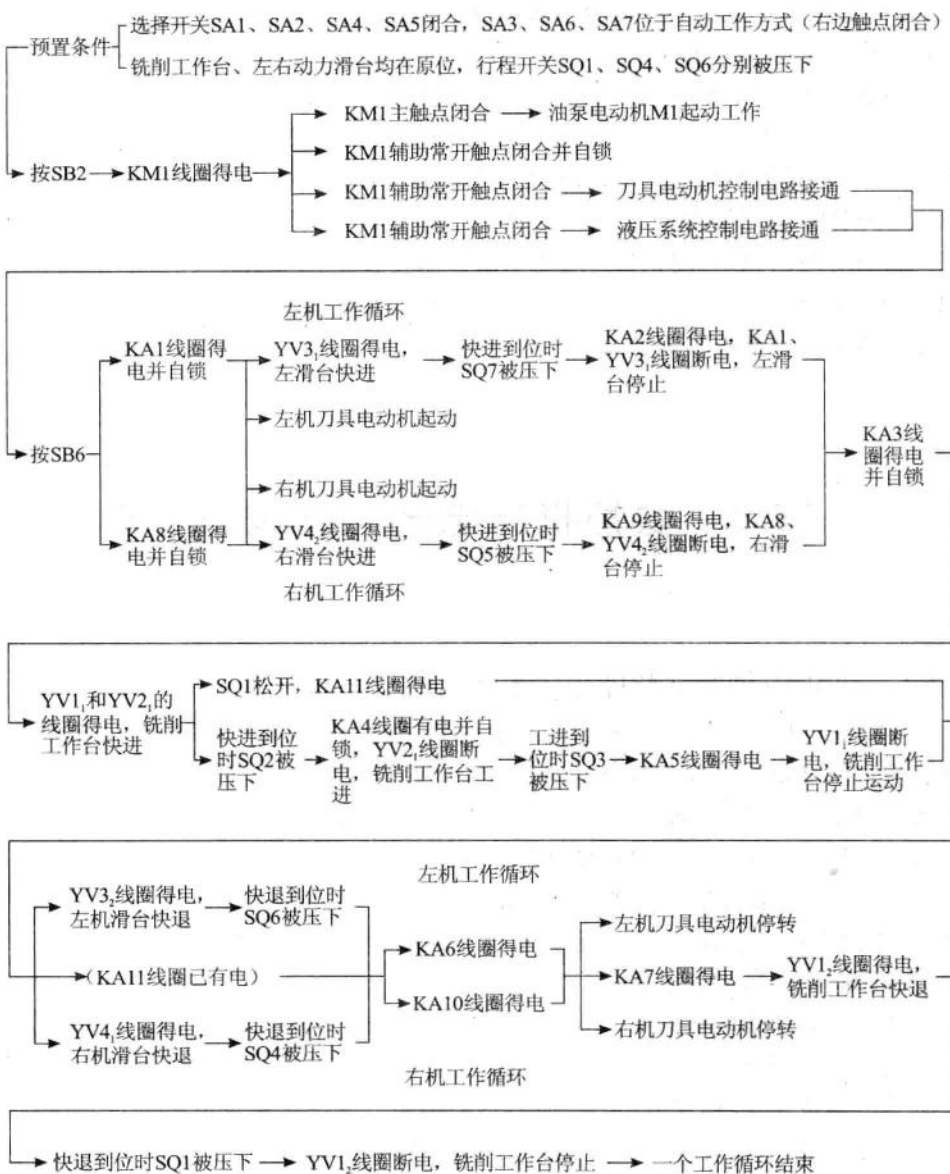 预置条件
选择开关SA1、SA2、SA4、SA5闭合，SA3、SA6、SA7位于自动工作方式（右边触点闭合）
铣削工作台、左右动力滑台均在原位，行程开关SQ1、SQ4、SQ6分别被压下
按SB2
KM1线圈得电
KM1主触点闭合
油泵电动机M1起动工作
KM1辅助常开触点闭合并自锁
KM1辅助常开触点闭合
刀具电动机控制电路接通
KM1辅助常开触点闭合
液压系统控制电路接通
按SB6
左机工作循环
KA1线圈得
电并自锁
YV3₁线圈得电，
左滑台快进
快进到位时
SQ7被压下
KA2线圈得电，KA1、
YV3₁线圈断电，左滑
台停止
左机刀具电动机起动
右机刀具电动机起动
KA8线圈得
电并自锁
YV4₂线圈得电，
右滑台快进
快进到位时
SQ5被压下
KA9线圈得电，KA8、
YV4₂线圈断电，右滑
台停止
右机工作循环
KA3线
圈得电
并自锁
YV1₁和YV2₁的
线圈得电，铣削
工作台快进
SQ1松开，KA11线圈得电
快进到位
时SQ2被
压下
KA4线圈有电并自
锁，YV2₁线圈断
电，铣削工作台工
进
工进到
位时SQ3
被压下
KA5线圈得电
YV1₁线圈断
电，铣削工作
台停止运动
左机工作循环
YV3₂线圈得电，
左机滑台快退
快退到位时
SQ6被压下
（KA11线圈已有电）
YV4₁线圈得电，
右机滑台快退
快退到位时
SQ4被压下
KA6线圈得电
KA10线圈得电
左机刀具电动机停转
KA7线圈得电
YV1₂线圈得电，
铣削工作台快退
右机刀具电动机停转
右机工作循环
快退到位时SQ1被压下
YV1₂线圈断电，铣削工作台停止
一个工作循环结束